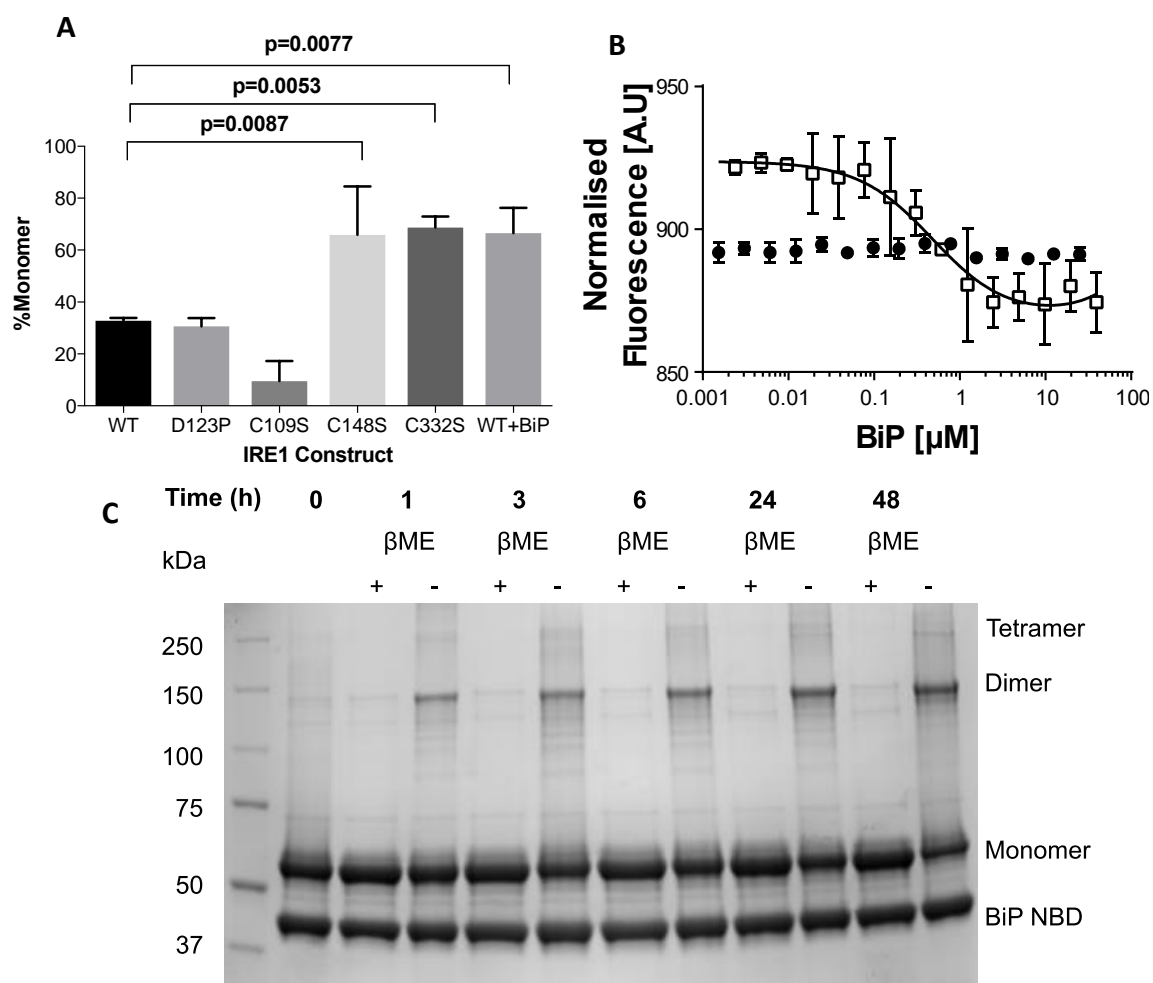 A
p=0.0077
p=0.0053
p=0.0087
%Monomer
100
80
60
40
20
0
WT D123P C109S C148S C332S WT+BiP
IRE1 Construct
B
Normalised
Fluorescence [A.U]
950
900
850
0.001 0.01 0.1 1 10 100
BiP [µM]
C
Time (h) 0 1 3 6 24 48
βME βME βME βME βME
kDa
+ - + - + - + - + -
250
150
100
75
50
37
Tetramer
Dimer
Monomer
BiP NBD